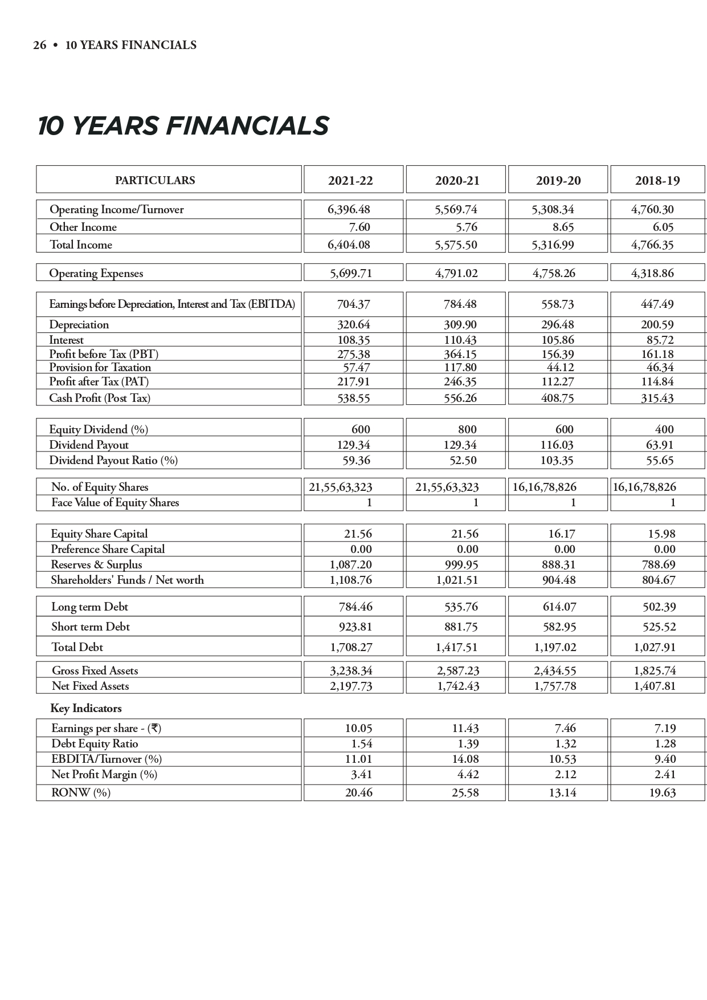 26 • 10 YEARS FINANCIALS
10 YEARS FINANCIALS
PARTICULARS 2021-22 2020-21 2019-20 2018-19
Operating Income/Turnover 6,396.48 5,569.74 5,308.34 4,760.30
Other Income 7.60 5.76 8.65 6.05
Total Income 6,404.08 5,575.50 5,316.99 4,766.35
Operating Expenses 5,699.71 4,791.02 4,758.26 4,318.86
Earnings before Depreciation, Interest and Tax (EBITDA) 704.37 784.48 558.73 447.49
Depreciation 320.64 309.90 296.48 200.59
Interest 108.35 110.43 105.86 85.72
Profit before Tax (PBT) 275.38 364.15 156.39 161.18
Provision for Taxation 57.47 117.80 44.12 46.34
Profit after Tax (PAT) 217.91 246.35 112.27 114.84
Cash Profit (Post Tax) 538.55 556.26 408.75 315.43
Equity Dividend (%) 600 800 600 400
Dividend Payout 129.34 129.34 116.03 63.91
Dividend Payout Ratio (%) 59.36 52.50 103.35 55.65
No. of Equity Shares 21,55,63,323 21,55,63,323 16,16,78,826 16,16,78,826
Face Value of Equity Shares 1 1 1 1
Equity Share Capital 21.56 21.56 16.17 15.98
Preference Share Capital 0.00 0.00 0.00 0.00
Reserves & Surplus 1,087.20 999.95 888.31 788.69
Shareholders' Funds / Net worth 1,108.76 1,021.51 904.48 804.67
Long term Debt 784.46 535.76 614.07 502.39
Short term Debt 923.81 881.75 582.95 525.52
Total Debt 1,708.27 1,417.51 1,197.02 1,027.91
Gross Fixed Assets 3,238.34 2,587.23 2,434.55 1,825.74
Net Fixed Assets 2,197.73 1,742.43 1,757.78 1,407.81
Key Indicators
Earnings per share - (₹) 10.05 11.43 7.46 7.19
Debt Equity Ratio 1.54 1.39 1.32 1.28
EBDITA/Turnover (%) 11.01 14.08 10.53 9.40
Net Profit Margin (%) 3.41 4.42 2.12 2.41
RONW (%) 20.46 25.58 13.14 19.63